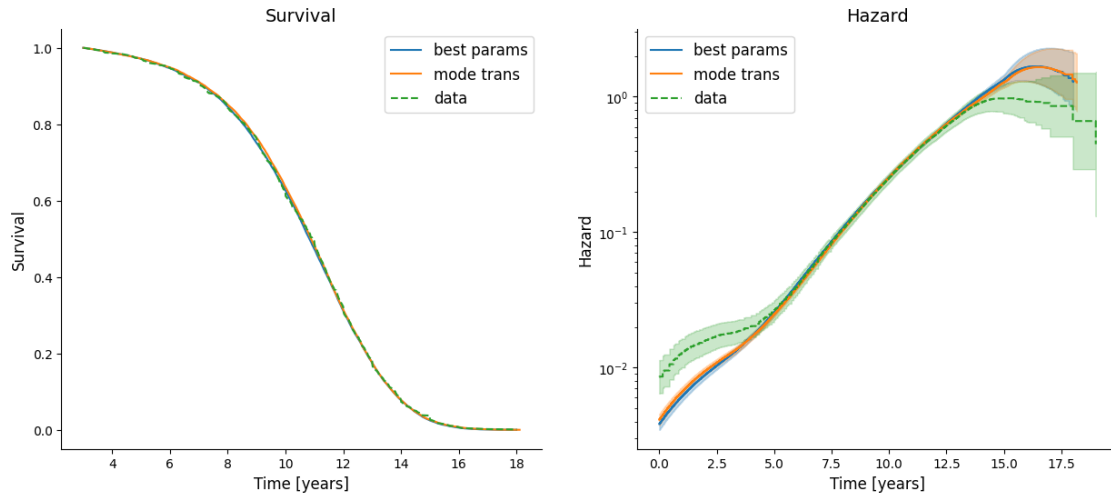 Survival
Survival
1.0
0.8
0.6
0.4
0.2
0.0
4 6 8 10 12 14 16 18
Time [years]
best params
mode trans
data
Hazard
Hazard
10⁰
10⁻¹
10⁻²
0.0 2.5 5.0 7.5 10.0 12.5 15.0 17.5
Time [years]
best params
mode trans
data